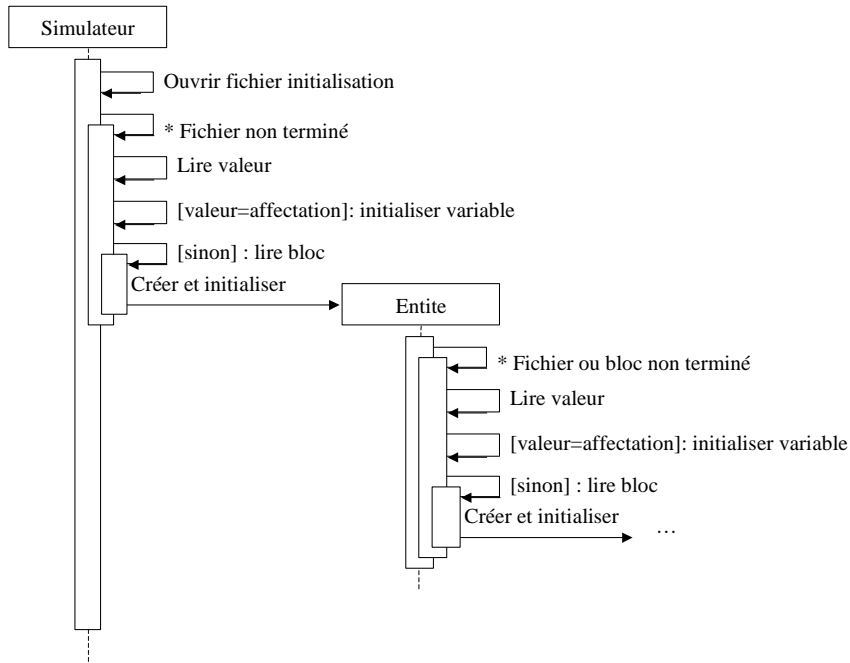 Simulateur
Ouvrir fichier initialisation
* Fichier non terminé
Lire valeur
[valeur=affectation]: initialiser variable
[sinon] : lire bloc
Créer et initialiser
Entite
* Fichier ou bloc non terminé
Lire valeur
[valeur=affectation]: initialiser variable
[sinon] : lire bloc
Créer et initialiser
…